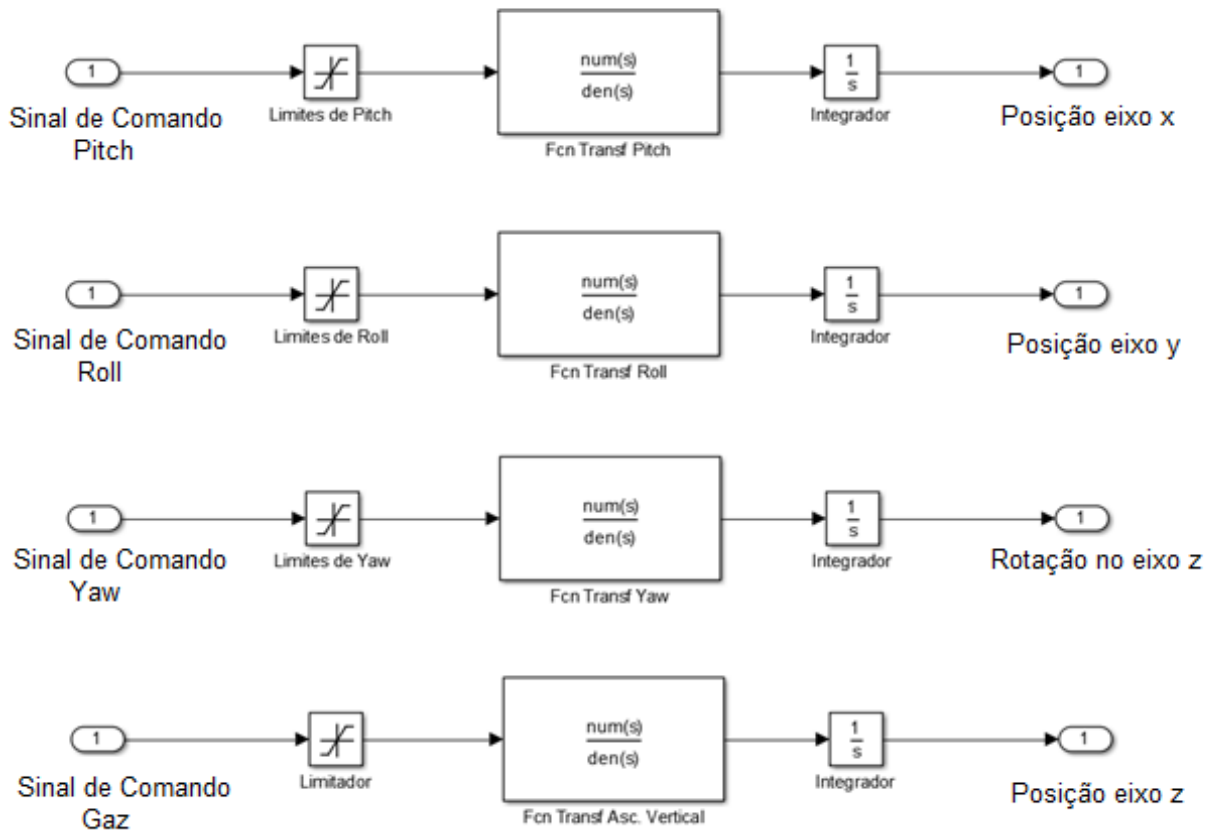 1
Sinal de Comando
Pitch
Limites de Pitch
num(s)
den(s)
Fcn Transf Pitch
1
s
Integrador
1
Posição eixo x
1
Sinal de Comando
Roll
Limites de Roll
num(s)
den(s)
Fcn Transf Roll
1
s
Integrador
1
Posição eixo y
1
Sinal de Comando
Yaw
Limites de Yaw
num(s)
den(s)
Fcn Transf Yaw
1
s
Integrador
1
Rotação no eixo z
1
Sinal de Comando
Gaz
Limitador
num(s)
den(s)
Fcn Transf Asc. Vertical
1
s
Integrador
1
Posição eixo z